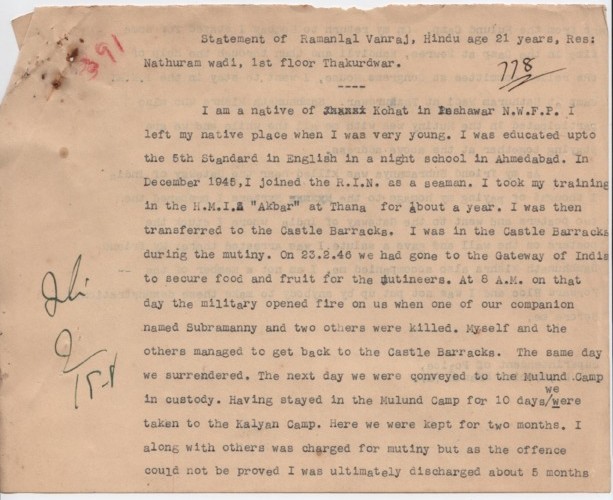 391
Statement of Ramanlal Vanraj, Hindu age 21 years, Res:
778
Nathuram wadi, 1st floor Thakurdwar.
----
I am a native of Kohat in Peshawar N.W.F.P. I
left my native place when I was very young. I was educated upto
the 5th Standard in English in a night school in Ahmedabad. In
December 1945, I joined the R.I.N. as a seaman. I took my training
in the H.M.I.S "Akbar" at Thana for about a year. I was then
transferred to the Castle Barracks. I was in the Castle Barracks
during the mutiny. On 23.2.46 we had gone to the Gateway of India
to secure food and fruit for the mutineers. At 8 A.M. on that
day the military opened fire on us when one of our companion
named Subramanny and two others were killed. Myself and the
others managed to get back to the Castle Barracks. The same day
we surrendered. The next day we were conveyed to the Mulund Camp
in custody. Having stayed in the Mulund Camp for 10 days/we were
taken to the Kalyan Camp. Here we were kept for two months. I
along with others was charged for mutiny but as the offence
could not be proved I was ultimately discharged about 5 months